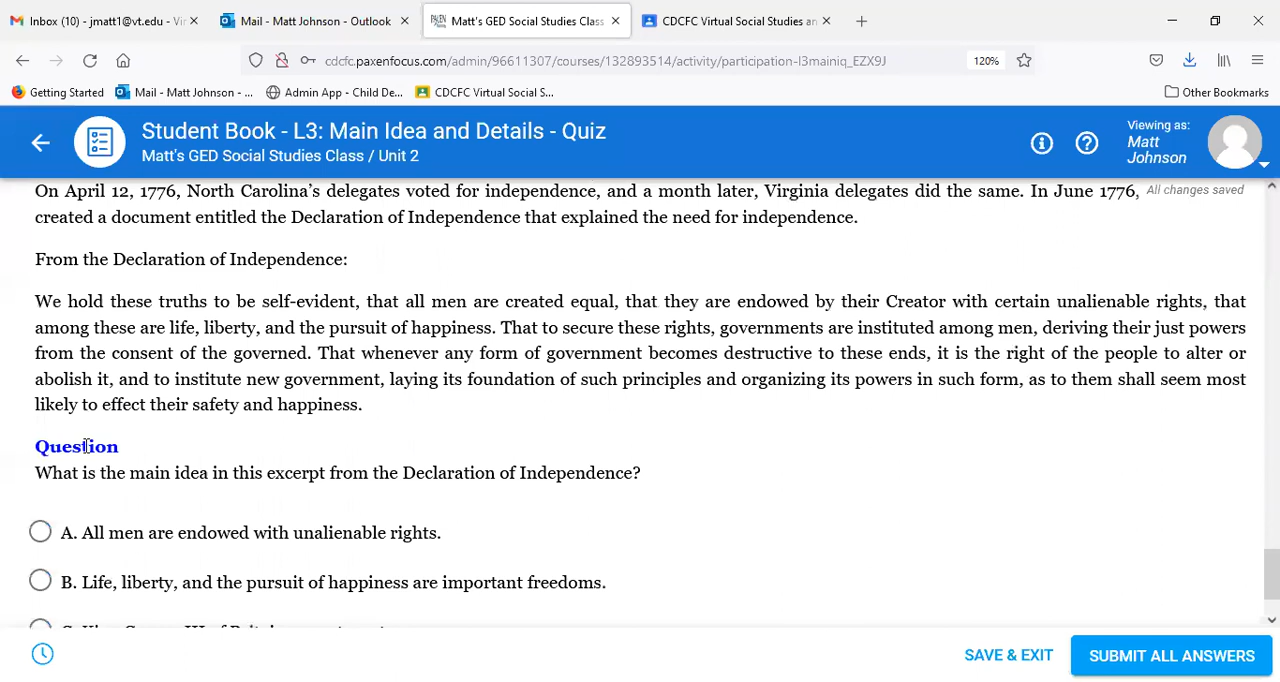 Inbox (10) - jmatt1@vt.edu - Vir
Mail - Matt Johnson - Outlook
PAXEN Matt's GED Social Studies Class
CDCFC Virtual Social Studies an
cdcfc.paxenfocus.com/admin/96611307/courses/132893514/activity/participation-l3mainiq_EZX9J
120%
Getting Started
Mail - Matt Johnson - ...
Admin App - Child De...
CDCFC Virtual Social S...
Other Bookmarks
Student Book - L3: Main Idea and Details - Quiz
Matt's GED Social Studies Class / Unit 2
Viewing as:
Matt
Johnson
On April 12, 1776, North Carolina's delegates voted for independence, and a month later, Virginia delegates did the same. In June 1776,
All changes saved
created a document entitled the Declaration of Independence that explained the need for independence.
From the Declaration of Independence:
We hold these truths to be self-evident, that all men are created equal, that they are endowed by their Creator with certain unalienable rights, that
among these are life, liberty, and the pursuit of happiness. That to secure these rights, governments are instituted among men, deriving their just powers
from the consent of the governed. That whenever any form of government becomes destructive to these ends, it is the right of the people to alter or
abolish it, and to institute new government, laying its foundation of such principles and organizing its powers in such form, as to them shall seem most
likely to effect their safety and happiness.
Question
What is the main idea in this excerpt from the Declaration of Independence?
A. All men are endowed with unalienable rights.
B. Life, liberty, and the pursuit of happiness are important freedoms.
SAVE & EXIT
SUBMIT ALL ANSWERS